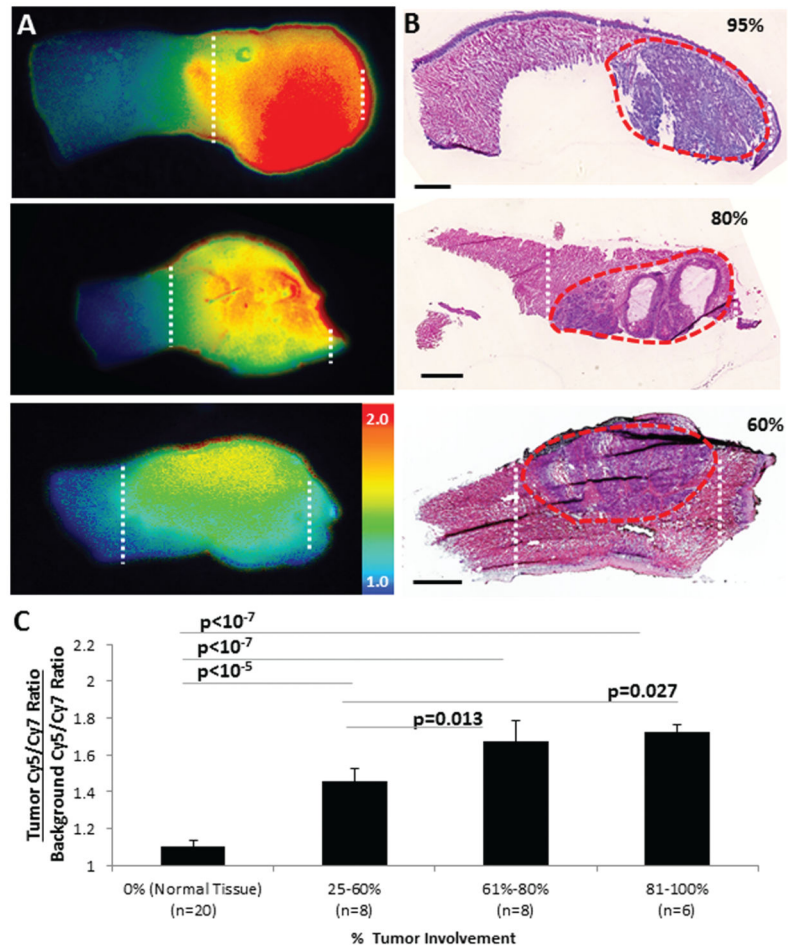 A
B
95%
80%
2.0
1.0
60%
C
p<10-7
p<10-7
p<10-5
p=0.027
p=0.013
Tumor Cy5/Cy7 Ratio
Background Cy5/Cy7 Ratio
2.2
2
1.8
1.6
1.4
1.2
1
0% (Normal Tissue)
(n=20)
25-60%
(n=8)
61%-80%
(n=8)
81-100%
(n=6)
% Tumor Involvement